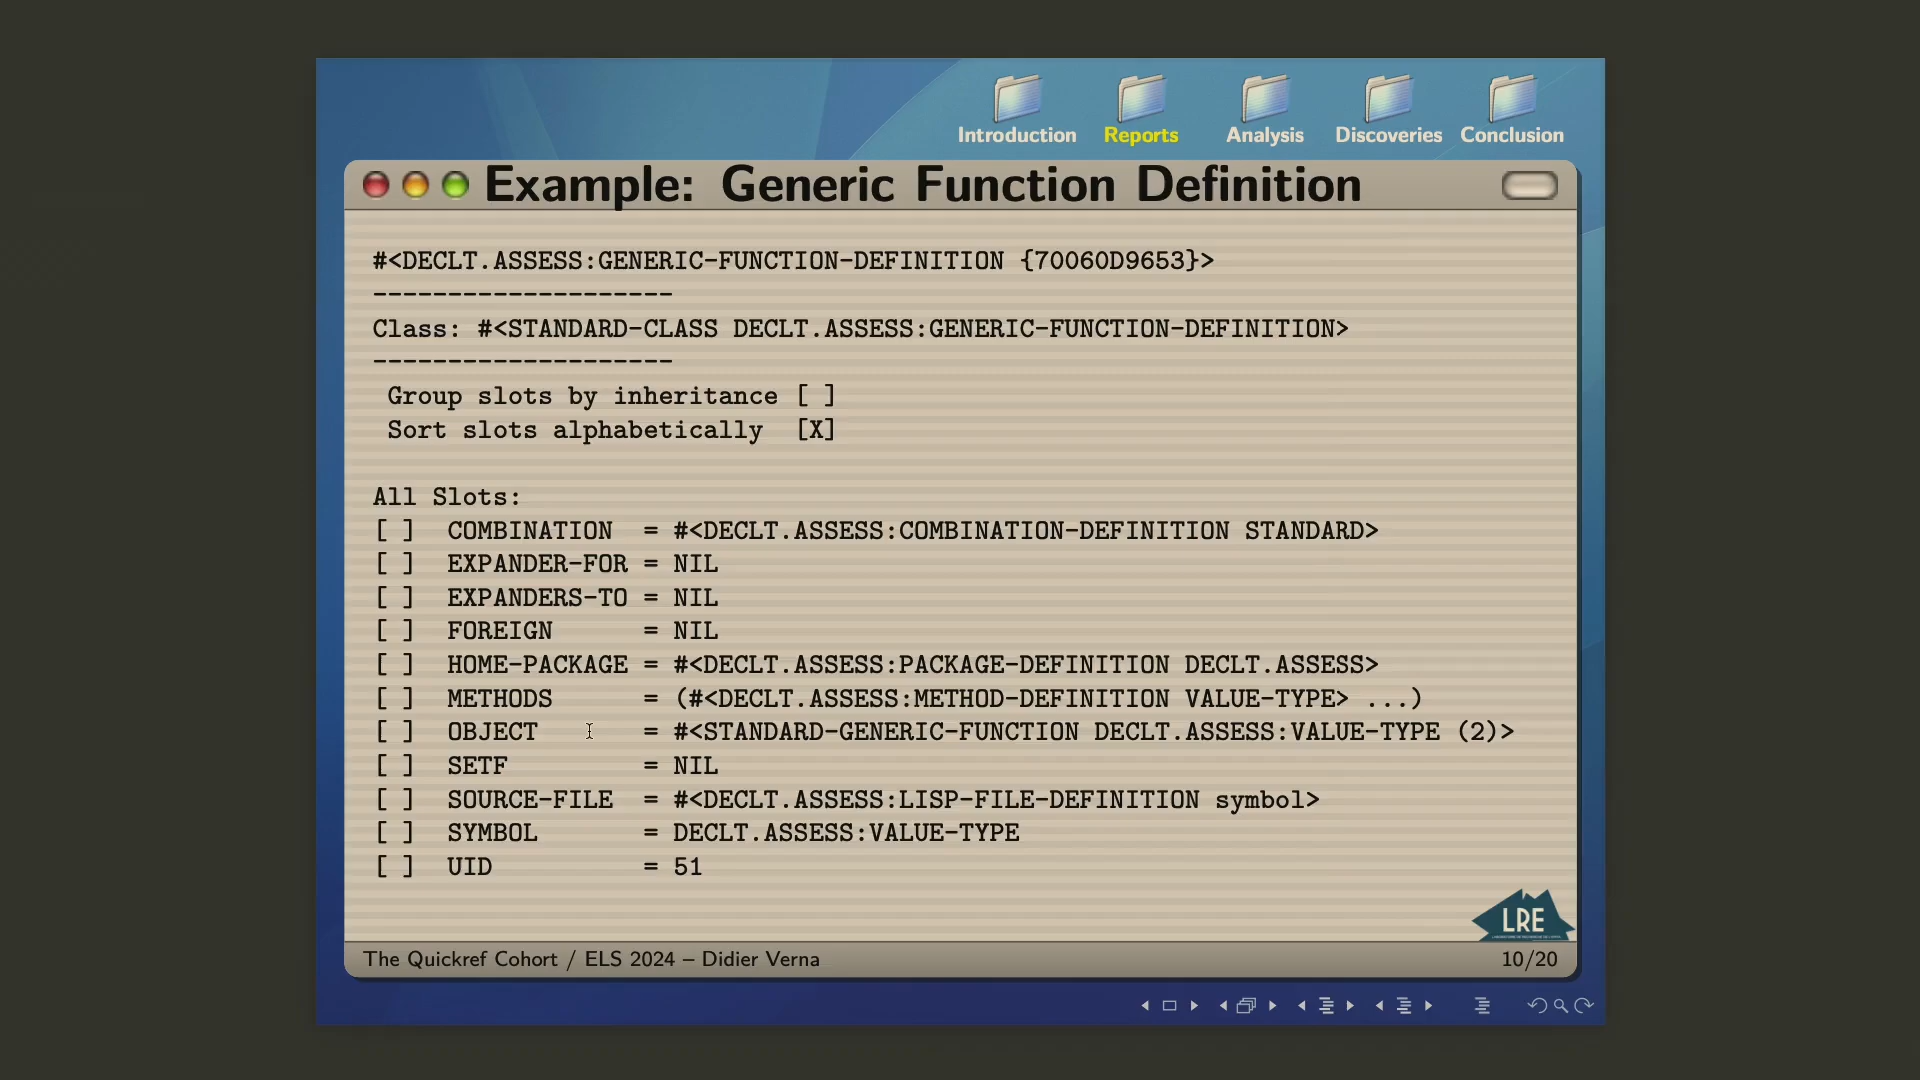 Introduction Reports Analysis Discoveries Conclusion
Example: Generic Function Definition
#<DECLT.ASSESS:GENERIC-FUNCTION-DEFINITION {70060D9653}>
--------------------
Class: #<STANDARD-CLASS DECLT.ASSESS:GENERIC-FUNCTION-DEFINITION>
--------------------
Group slots by inheritance [ ]
Sort slots alphabetically [X]
All Slots:
[ ] COMBINATION = #<DECLT.ASSESS:COMBINATION-DEFINITION STANDARD>
[ ] EXPANDER-FOR = NIL
[ ] EXPANDERS-TO = NIL
[ ] FOREIGN = NIL
[ ] HOME-PACKAGE = #<DECLT.ASSESS:PACKAGE-DEFINITION DECLT.ASSESS>
[ ] METHODS = (#<DECLT.ASSESS:METHOD-DEFINITION VALUE-TYPE> ...)
[ ] OBJECT = #<STANDARD-GENERIC-FUNCTION DECLT.ASSESS:VALUE-TYPE (2)>
[ ] SETF = NIL
[ ] SOURCE-FILE = #<DECLT.ASSESS:LISP-FILE-DEFINITION symbol>
[ ] SYMBOL = DECLT.ASSESS:VALUE-TYPE
[ ] UID = 51
LRE
The Quickref Cohort / ELS 2024 – Didier Verna 10/20